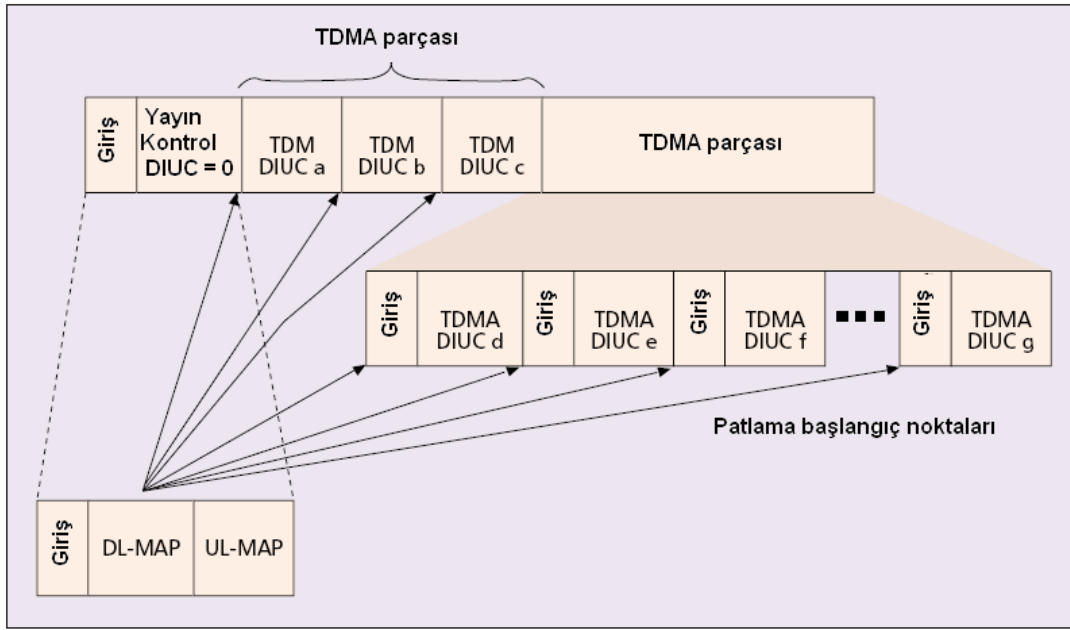 TDMA parçası
Giriş
Yayın
Kontrol
DIUC = 0
TDM
DIUC a
TDM
DIUC b
TDM
DIUC c
TDMA parçası
Giriş
TDMA
DIUC d
Giriş
TDMA
DIUC e
Giriş
TDMA
DIUC f
Giriş
TDMA
DIUC g
Patlama başlangıç noktaları
Giriş
DL-MAP
UL-MAP